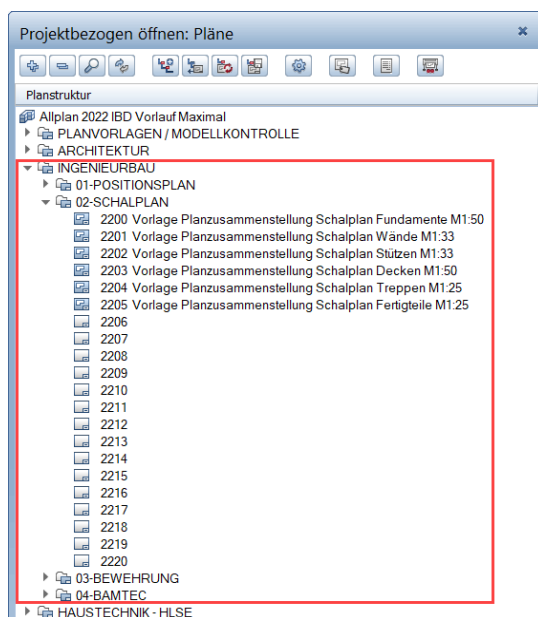 Projektbezogen öffnen: Pläne
Planstruktur
Allplan 2022 IBD Vorlauf Maximal
PLANVORLAGEN / MODELLKONTROLLE
ARCHITEKTUR
INGENIEURBAU
01-POSITIONSPLAN
02-SCHALPLAN
2200 Vorlage Planzusammenstellung Schalplan Fundamente M1:50
2201 Vorlage Planzusammenstellung Schalplan Wände M1:33
2202 Vorlage Planzusammenstellung Schalplan Stützen M1:33
2203 Vorlage Planzusammenstellung Schalplan Decken M1:50
2204 Vorlage Planzusammenstellung Schalplan Treppen M1:25
2205 Vorlage Planzusammenstellung Schalplan Fertigteile M1:25
2206
2207
2208
2209
2210
2211
2212
2213
2214
2215
2216
2217
2218
2219
2220
03-BEWEHRUNG
04-BAMTEC
HAUSTECHNIK - HLSE